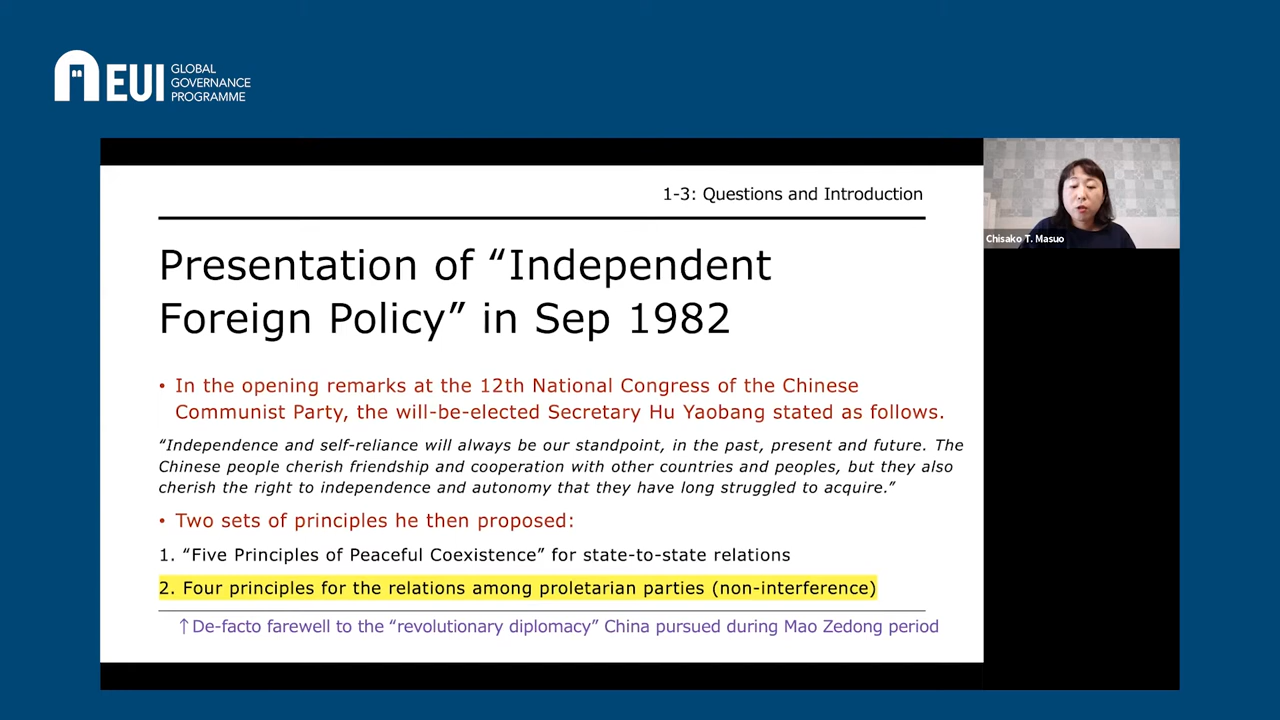 EUI
GLOBAL
GOVERNANCE
PROGRAMME
1-3: Questions and Introduction
Presentation of “Independent
Foreign Policy” in Sep 1982
• In the opening remarks at the 12th National Congress of the Chinese
Communist Party, the will-be-elected Secretary Hu Yaobang stated as follows.
“Independence and self-reliance will always be our standpoint, in the past, present and future. The
Chinese people cherish friendship and cooperation with other countries and peoples, but they also
cherish the right to independence and autonomy that they have long struggled to acquire.”
• Two sets of principles he then proposed:
1. “Five Principles of Peaceful Coexistence” for state-to-state relations
2. Four principles for the relations among proletarian parties (non-interference)
↑De-facto farewell to the “revolutionary diplomacy” China pursued during Mao Zedong period
Chisako T. Masuo